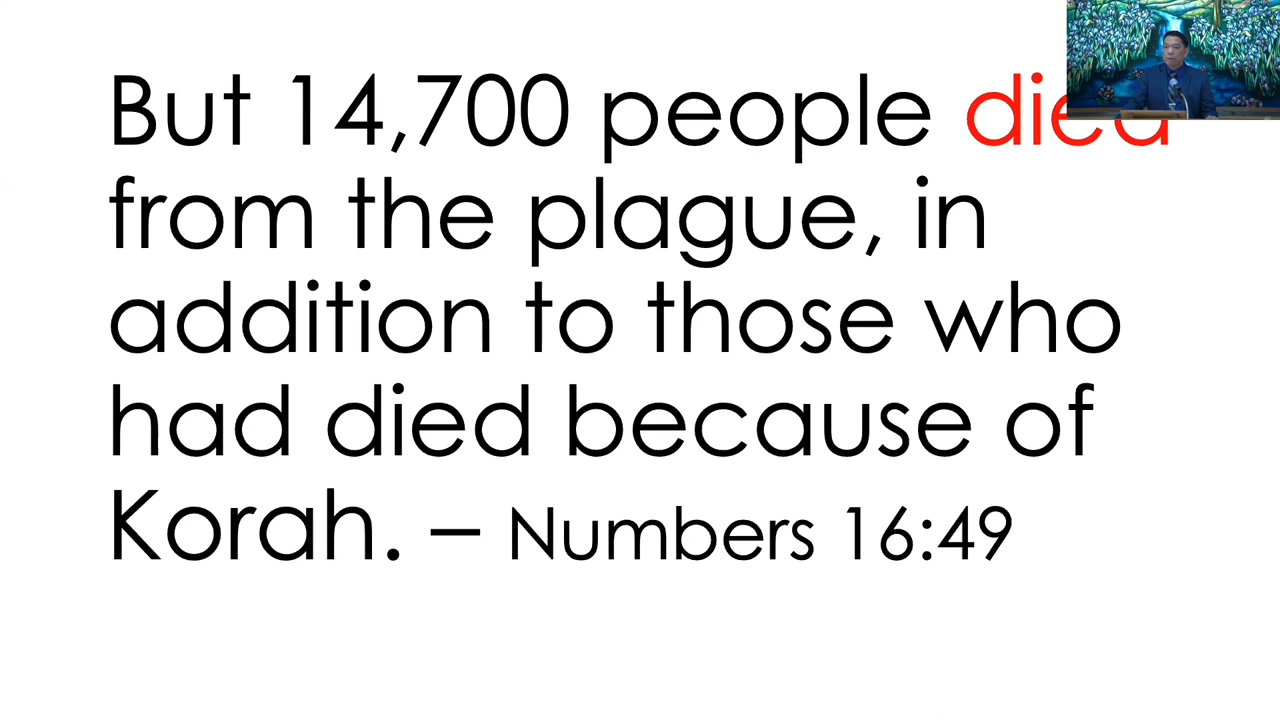 But 14,700 people died
from the plague, in
addition to those who
had died because of
Korah. – Numbers 16:49